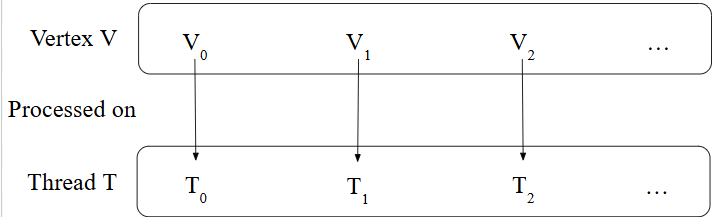 Vertex V V₀ V₁ V₂ …
Processed on
Thread T T₀ T₁ T₂ …